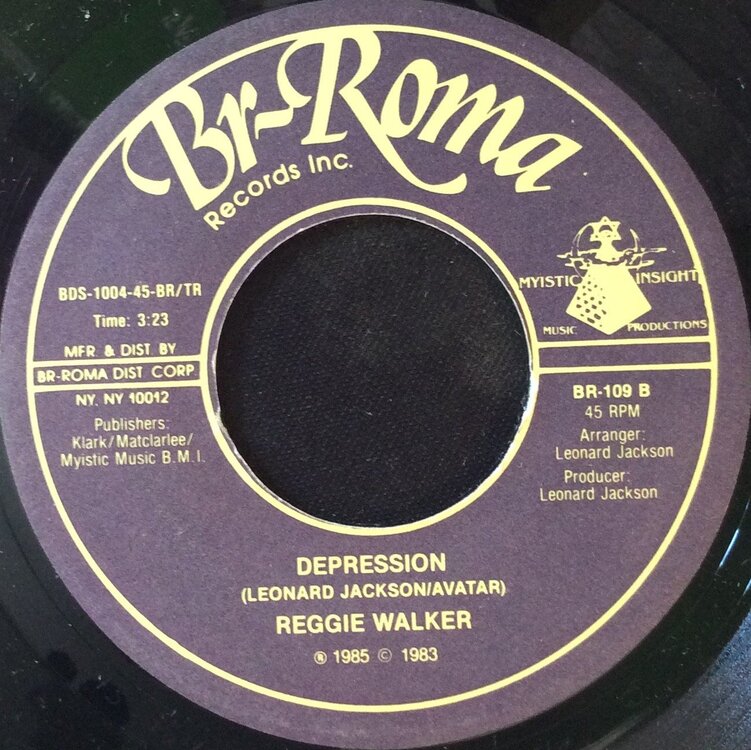 Br-Roma
Records Inc.
BDS-1004-45-BR/TR
Time: 3:23
MFR. & DIST. BY
BR-ROMA DIST. CORP.
NY. NY 10012
Publishers:
Klark/Matclarlee/
Myistic Music B.M.I.
MYISTIC INSIGHT
MUSIC PRODUCTIONS
BR-109 B
45 RPM
Arranger:
Leonard Jackson
Producer:
Leonard Jackson
DEPRESSION
(LEONARD JACKSON/AVATAR)
REGGIE WALKER
® 1985 © 1983